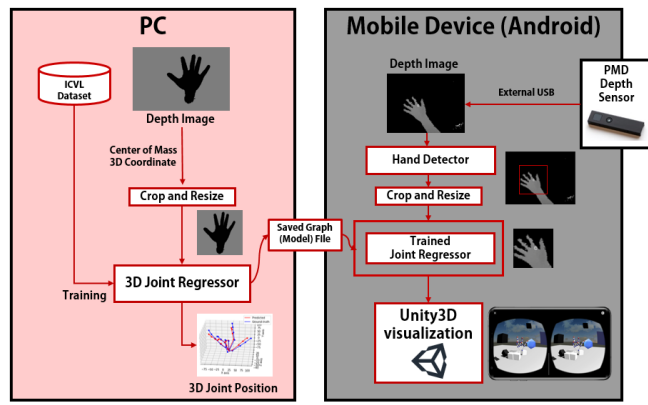 PC
ICVL
Dataset
Depth Image
Center of Mass
3D Coordinate
Crop and Resize
3D Joint Regressor
Training
3D Joint Position
Saved Graph
(Model) File
Mobile Device (Android)
Depth Image
External USB
PMD
Depth
Sensor
Hand Detector
Crop and Resize
Trained
Joint Regressor
Unity3D
visualization